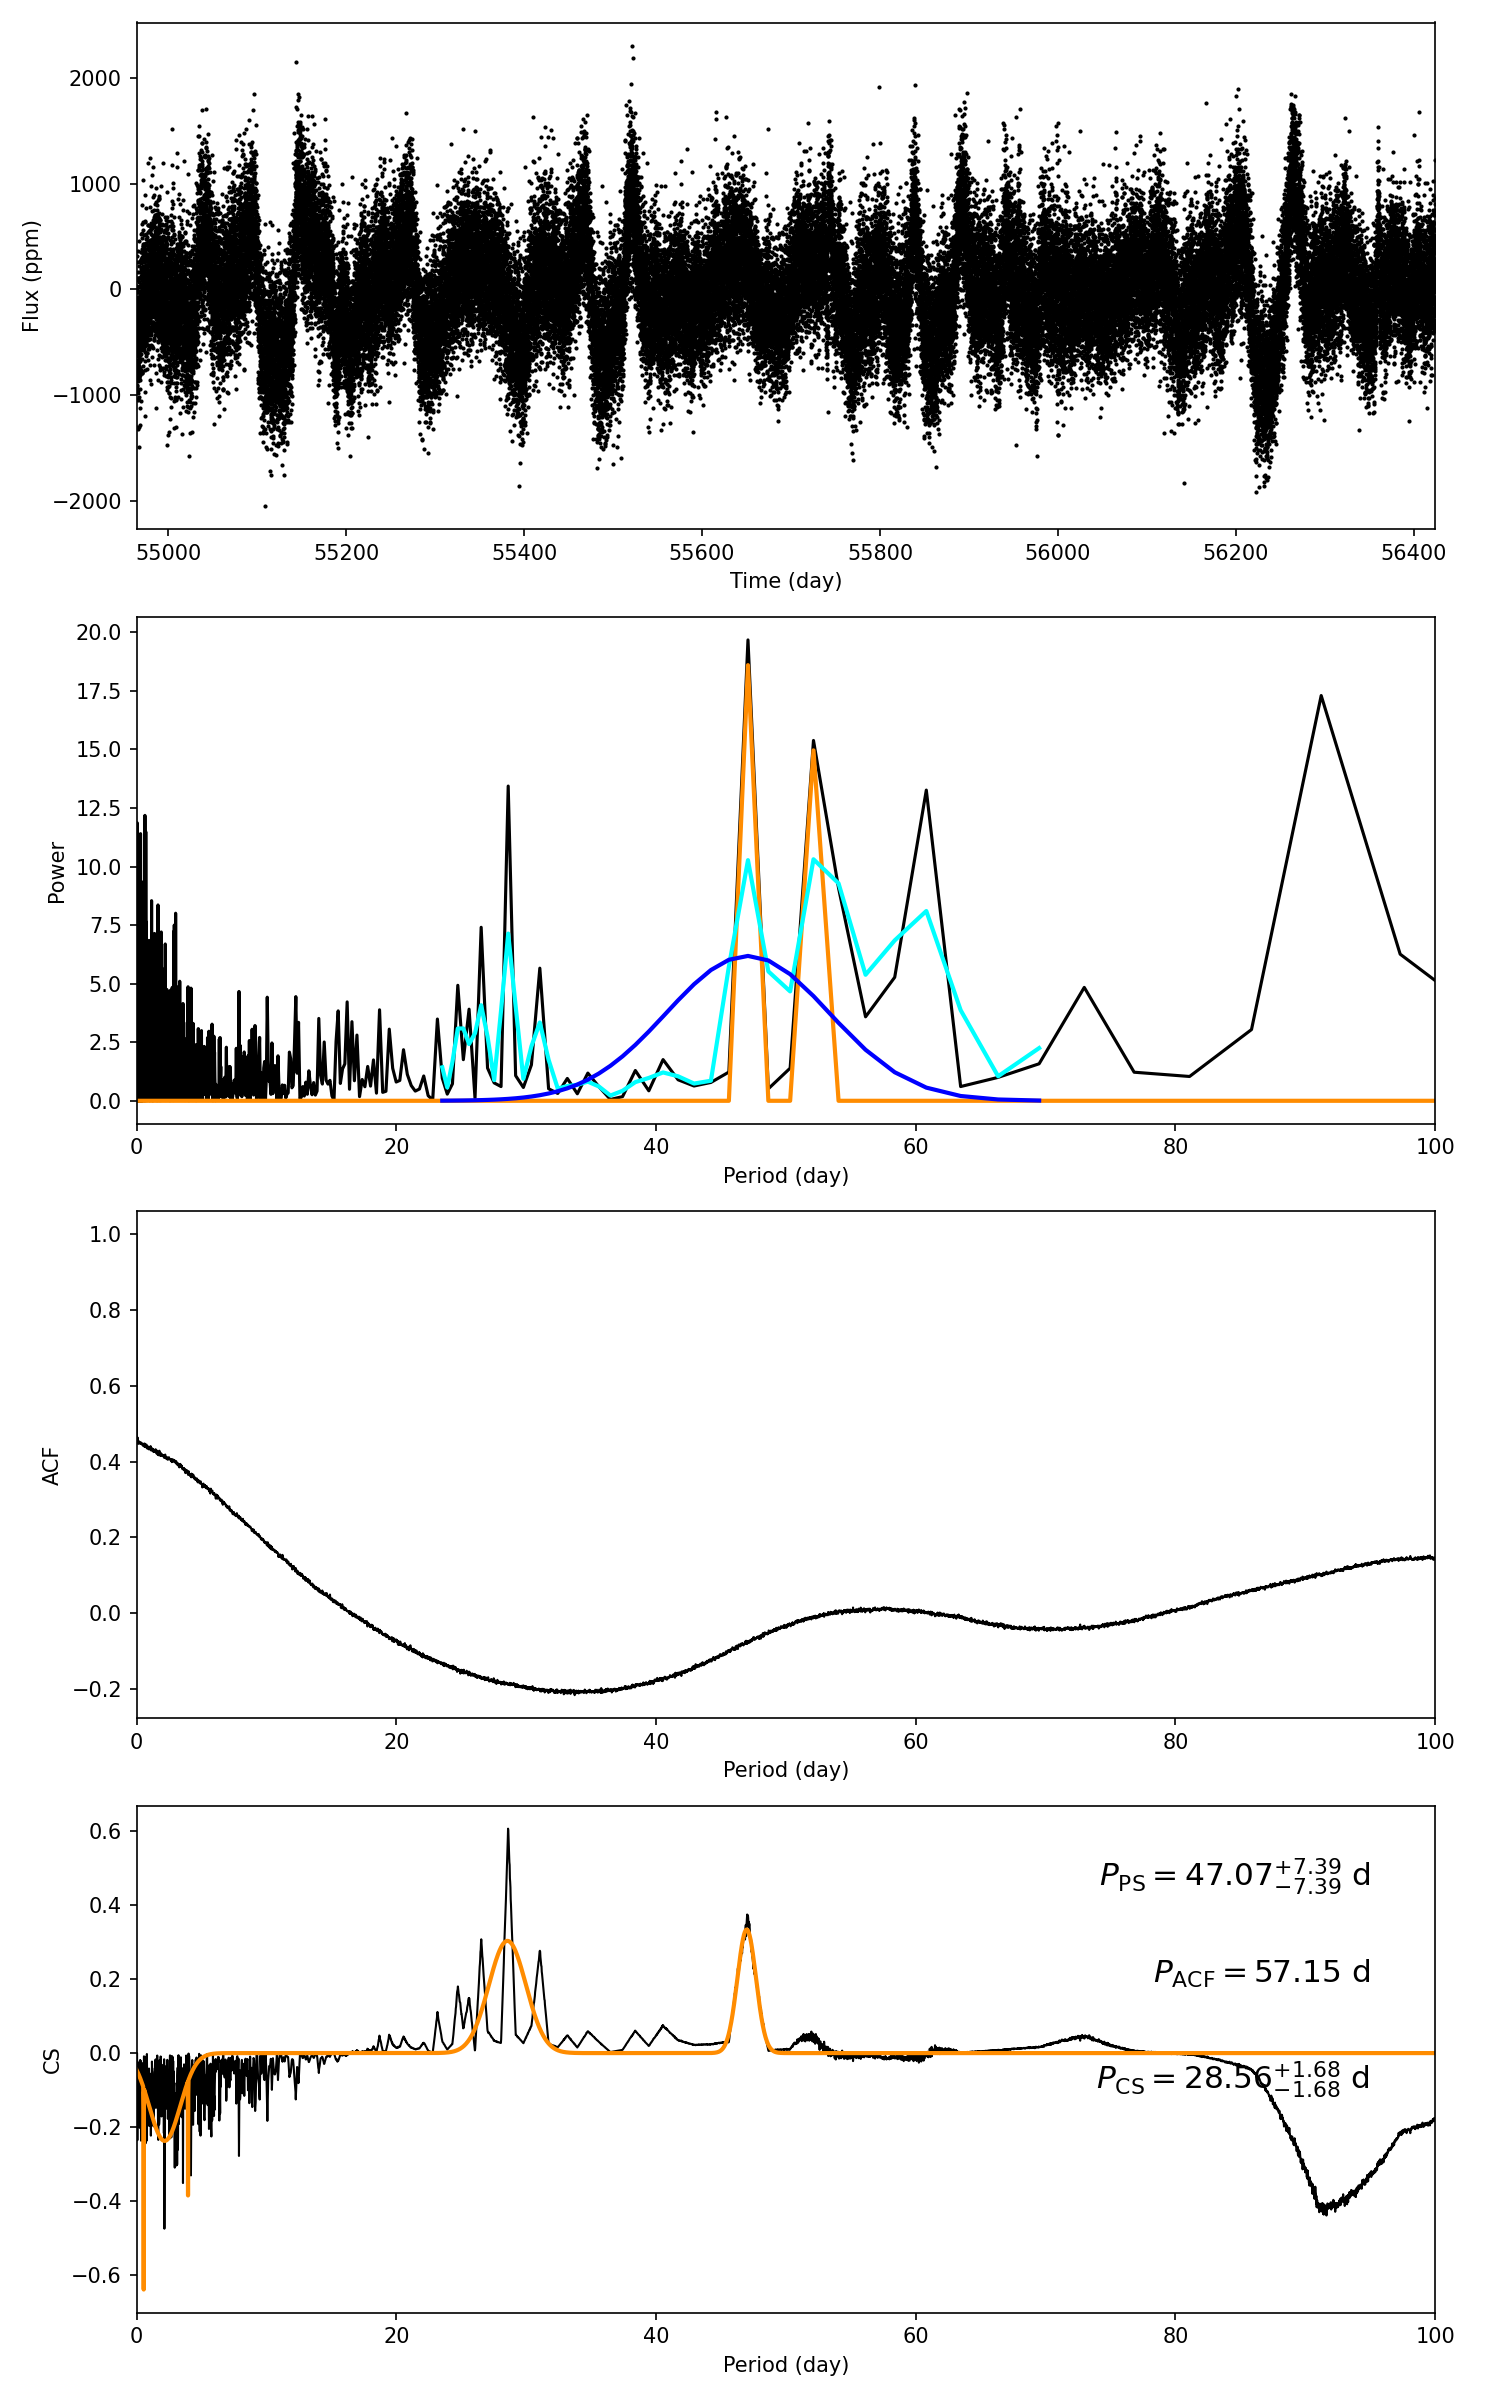 2000
1000
0
−1000
−2000
Flux (ppm)
55000 55200 55400 55600 55800 56000 56200 56400
Time (day)
20.0
17.5
15.0
12.5
10.0
7.5
5.0
2.5
0.0
Power
0 20 40 60 80 100
Period (day)
1.0
0.8
0.6
0.4
0.2
0.0
−0.2
ACF
0 20 40 60 80 100
Period (day)
0.6
0.4
0.2
0.0
−0.2
−0.4
−0.6
CS
P_PS = 47.07^{+7.39}_{−7.39} d
P_ACF = 57.15 d
P_CS = 28.56^{+1.68}_{−1.68} d
0 20 40 60 80 100
Period (day)